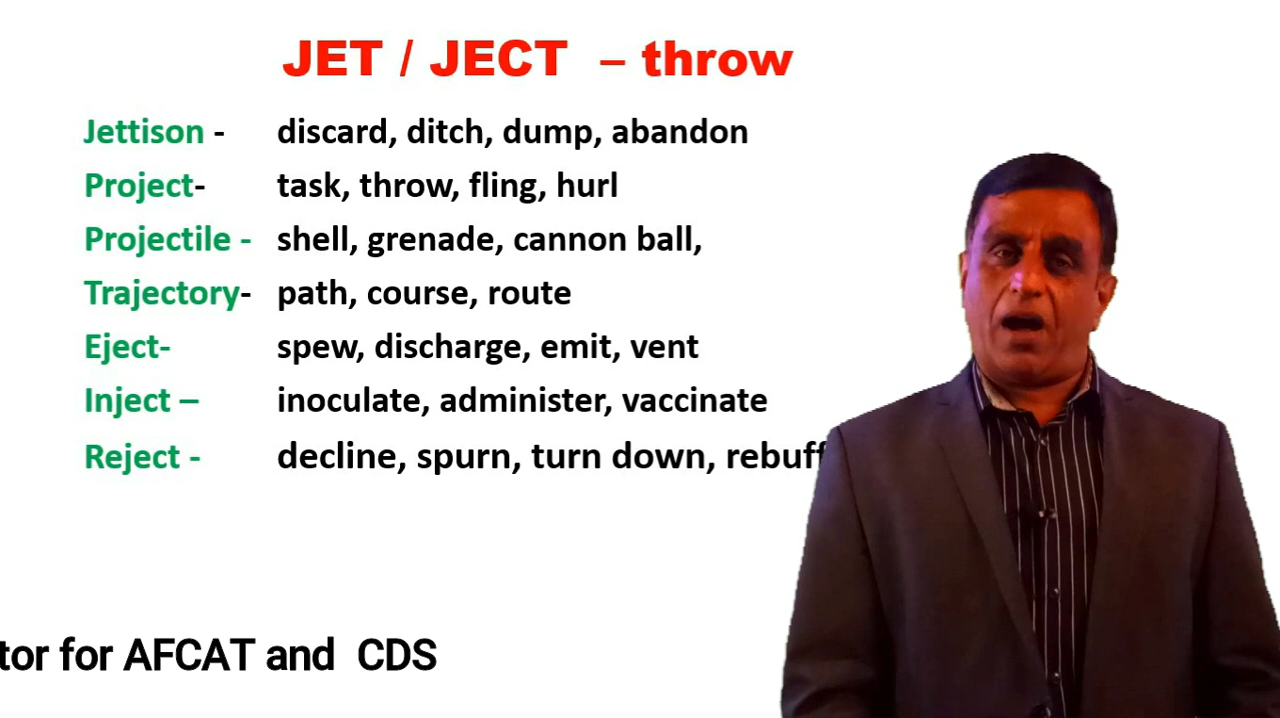 JET / JECT – throw
Jettison - discard, ditch, dump, abandon
Project- task, throw, fling, hurl
Projectile - shell, grenade, cannon ball,
Trajectory- path, course, route
Eject- spew, discharge, emit, vent
Inject – inoculate, administer, vaccinate
Reject - decline, spurn, turn down, rebuff
tor for AFCAT and CDS